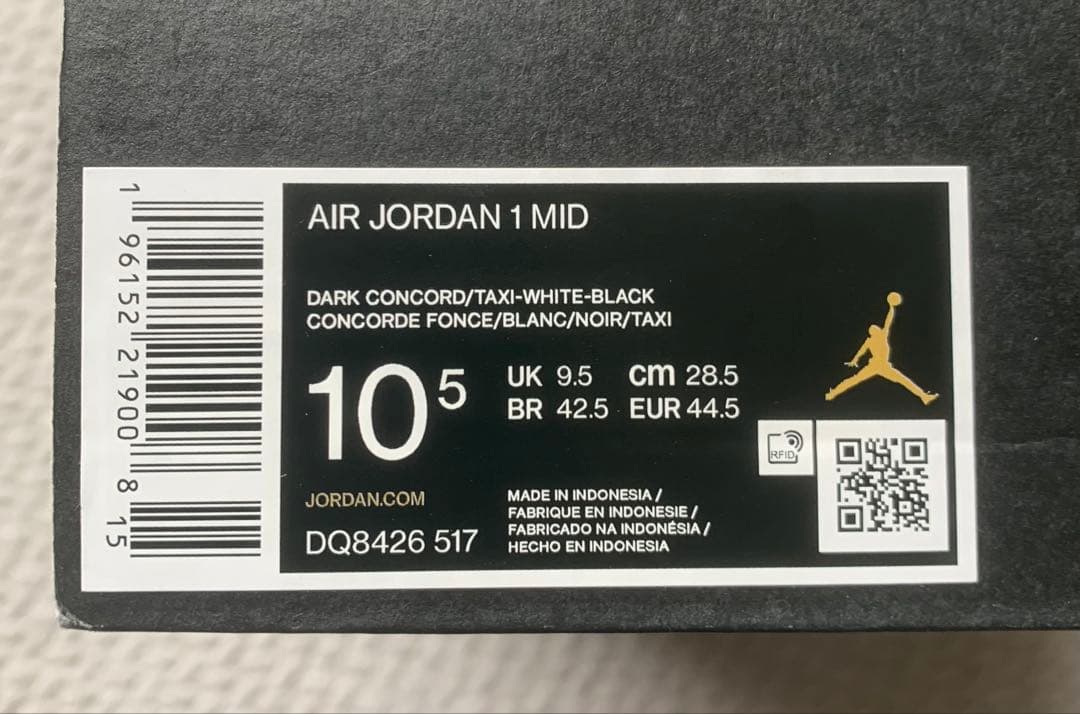 1 96152 21900 8 15
AIR JORDAN 1 MID
DARK CONCORD/TAXI-WHITE-BLACK
CONCORDE FONCE/BLANC/NOIR/TAXI
10 5
UK 9.5 cm 28.5
BR 42.5 EUR 44.5
RFID
JORDAN.COM
DQ8426 517
MADE IN INDONESIA /
FABRIQUE EN INDONESIE /
FABRICADO NA INDONÉSIA /
HECHO EN INDONESIA